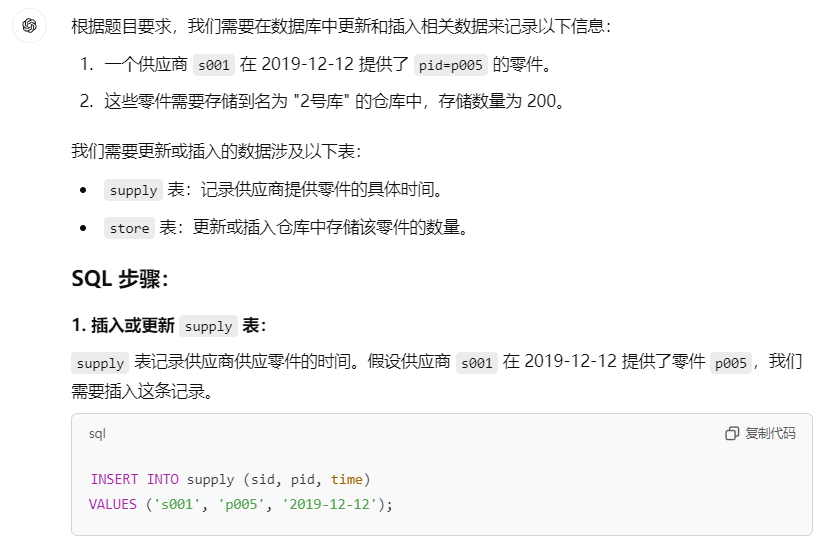 根据题目要求，我们需要在数据库中更新和插入相关数据来记录以下信息：
1. 一个供应商 s001 在 2019-12-12 提供了 pid=p005 的零件。
2. 这些零件需要存储到名为 "2号库" 的仓库中，存储数量为 200。
我们需要更新或插入的数据涉及以下表：
• supply 表：记录供应商提供零件的具体时间。
• store 表：更新或插入仓库中存储该零件的数量。
SQL 步骤：
1. 插入或更新 supply 表：
supply 表记录供应商供应零件的时间。假设供应商 s001 在 2019-12-12 提供了零件 p005，我们
需要插入这条记录。
sql 复制代码
INSERT INTO supply (sid, pid, time)
VALUES ('s001', 'p005', '2019-12-12');